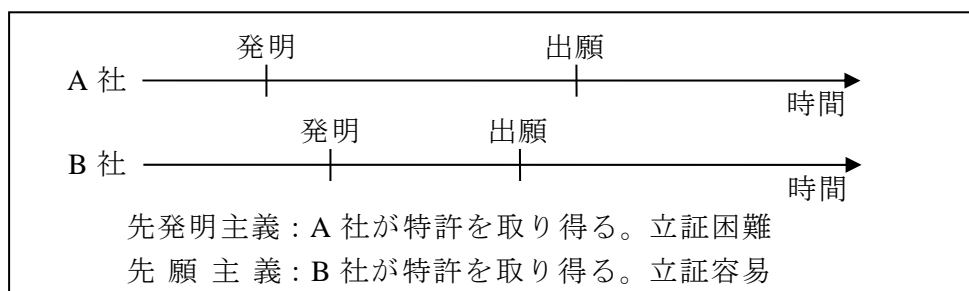 発明 出願
A 社
時間
発明 出願
B 社
時間
先発明主義：A 社が特許を取り得る。立証困難
先 願 主 義：B 社が特許を取り得る。立証容易